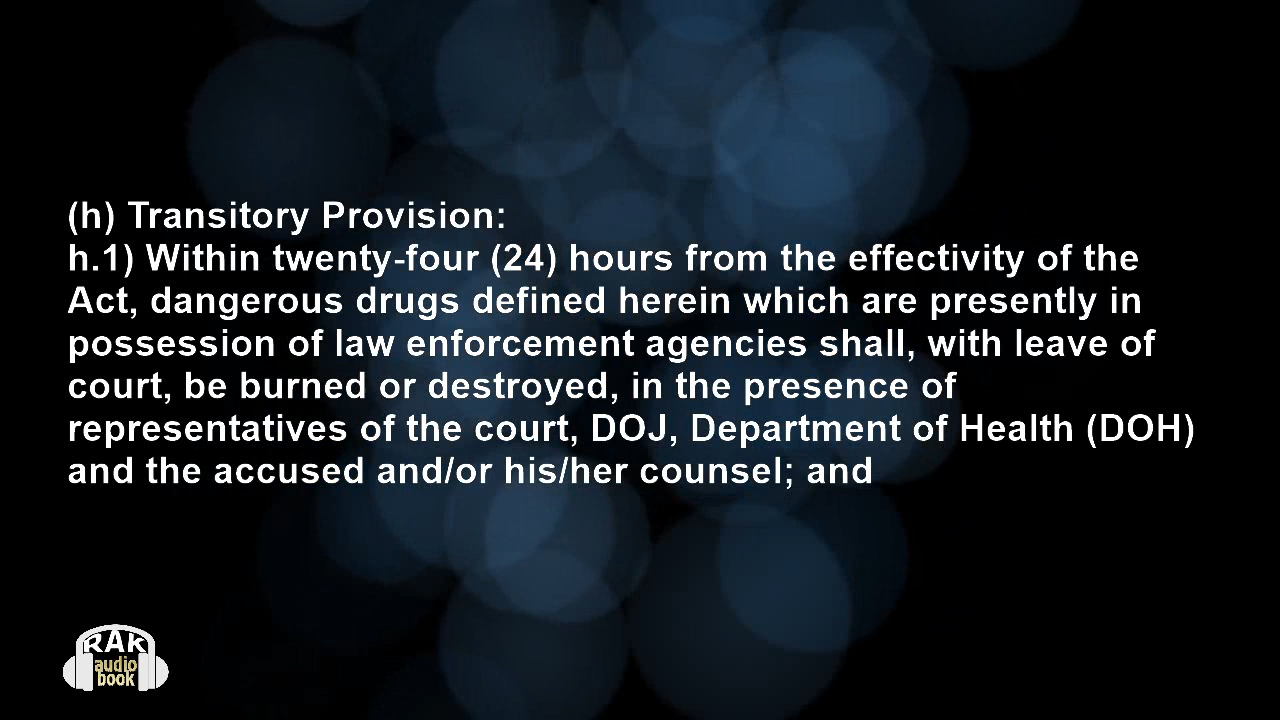 (h) Transitory Provision:
h.1) Within twenty-four (24) hours from the effectivity of the
Act, dangerous drugs defined herein which are presently in
possession of law enforcement agencies shall, with leave of
court, be burned or destroyed, in the presence of
representatives of the court, DOJ, Department of Health (DOH)
and the accused and/or his/her counsel; and
RAK
audio
book